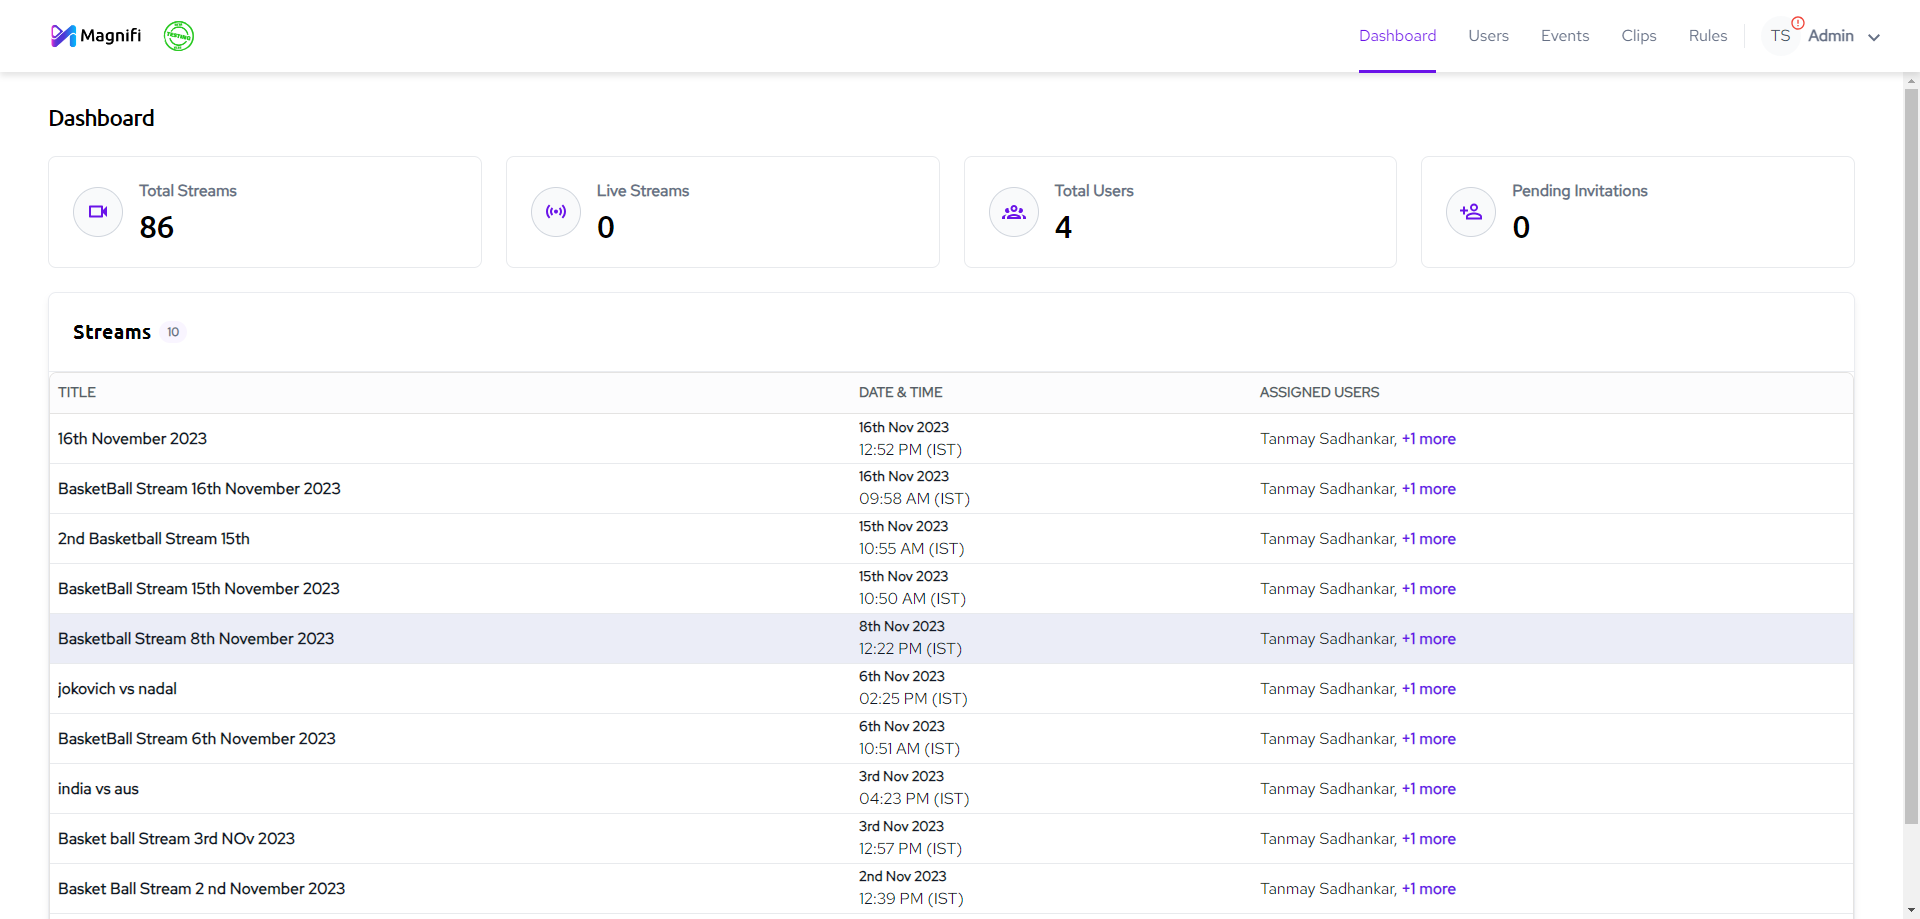 Magnifi
TESTING
Dashboard
Users
Events
Clips
Rules
TS
Admin
Dashboard
Total Streams
86
Live Streams
0
Total Users
4
Pending Invitations
0
Streams 10
TITLE DATE & TIME ASSIGNED USERS
16th November 2023
16th Nov 2023
12:52 PM (IST)
Tanmay Sadhankar, +1 more
BasketBall Stream 16th November 2023
16th Nov 2023
09:58 AM (IST)
Tanmay Sadhankar, +1 more
2nd Basketball Stream 15th
15th Nov 2023
10:55 AM (IST)
Tanmay Sadhankar, +1 more
BasketBall Stream 15th November 2023
15th Nov 2023
10:50 AM (IST)
Tanmay Sadhankar, +1 more
Basketball Stream 8th November 2023
8th Nov 2023
12:22 PM (IST)
Tanmay Sadhankar, +1 more
jokovich vs nadal
6th Nov 2023
02:25 PM (IST)
Tanmay Sadhankar, +1 more
BasketBall Stream 6th November 2023
6th Nov 2023
10:51 AM (IST)
Tanmay Sadhankar, +1 more
india vs aus
3rd Nov 2023
04:23 PM (IST)
Tanmay Sadhankar, +1 more
Basket ball Stream 3rd NOv 2023
3rd Nov 2023
12:57 PM (IST)
Tanmay Sadhankar, +1 more
Basket Ball Stream 2 nd November 2023
2nd Nov 2023
12:39 PM (IST)
Tanmay Sadhankar, +1 more